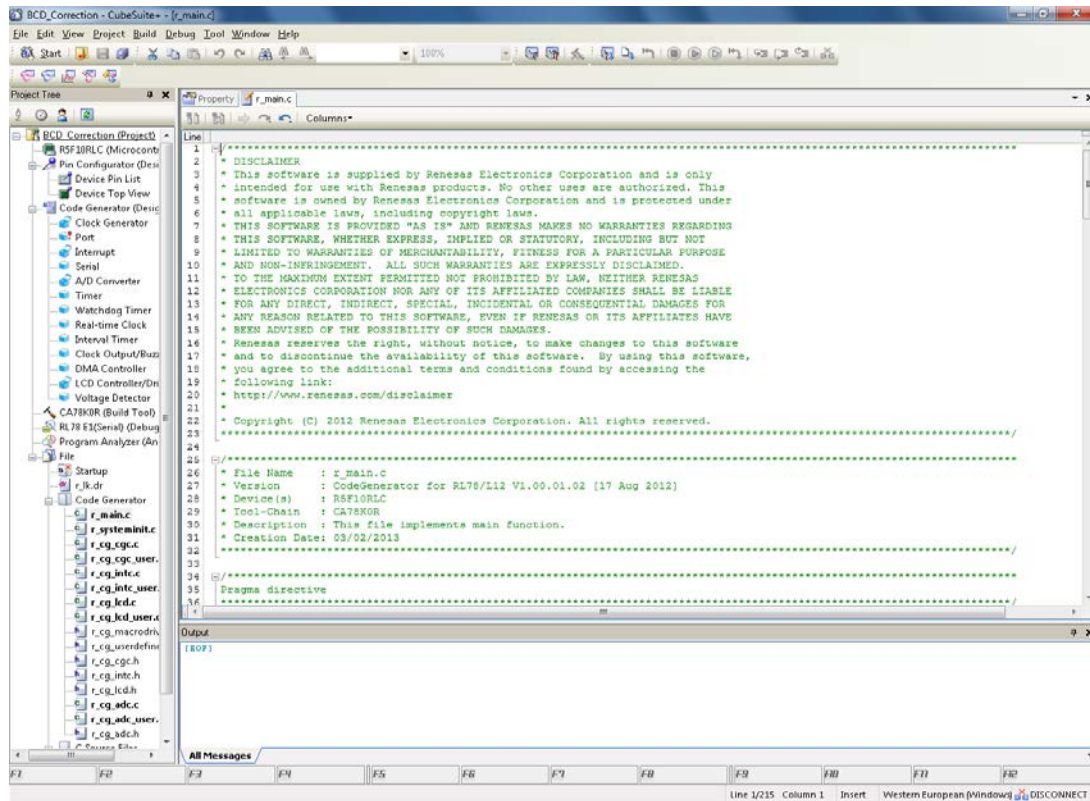 BCD_Correction - CubeSuite+ - [r_main.c]
File Edit View Project Build Debug Tool Window Help
Start 100%
Project Tree
Property r_main.c
Columns
BCD_Correction (Project)
R5F10RLC (Microcontr
Pin Configurator (Desi
Device Pin List
Device Top View
Code Generator (Desig
Clock Generator
Port
Interrupt
Serial
A/D Converter
Timer
Watchdog Timer
Real-time Clock
Interval Timer
Clock Output/Buzz
DMA Controller
LCD Controller/Dri
Voltage Detector
CA78K0R (Build Tool)
RL78 E1(Serial) (Debug
Program Analyzer (An
File
Startup
r_lk.dr
Code Generator
r_main.c
r_systeminit.c
r_cg_cgc.c
r_cg_cgc_user.
r_cg_intc.c
r_cg_intc_user.
r_cg_lcd.c
r_cg_lcd_user.c
r_cg_macrodriv
r_cg_userdefine
r_cg_cgc.h
r_cg_intc.h
r_cg_lcd.h
r_cg_adc.c
r_cg_adc_user.
r_cg_adc.h
C Source Files
Line
1 /***********************************************************************************************************************
2 * DISCLAIMER
3 * This software is supplied by Renesas Electronics Corporation and is only
4 * intended for use with Renesas products. No other uses are authorized. This
5 * software is owned by Renesas Electronics Corporation and is protected under
6 * all applicable laws, including copyright laws.
7 * THIS SOFTWARE IS PROVIDED "AS IS" AND RENESAS MAKES NO WARRANTIES REGARDING
8 * THIS SOFTWARE, WHETHER EXPRESS, IMPLIED OR STATUTORY, INCLUDING BUT NOT
9 * LIMITED TO WARRANTIES OF MERCHANTABILITY, FITNESS FOR A PARTICULAR PURPOSE
10 * AND NON-INFRINGEMENT. ALL SUCH WARRANTIES ARE EXPRESSLY DISCLAIMED.
11 * TO THE MAXIMUM EXTENT PERMITTED NOT PROHIBITED BY LAW, NEITHER RENESAS
12 * ELECTRONICS CORPORATION NOR ANY OF ITS AFFILIATED COMPANIES SHALL BE LIABLE
13 * FOR ANY DIRECT, INDIRECT, SPECIAL, INCIDENTAL OR CONSEQUENTIAL DAMAGES FOR
14 * ANY REASON RELATED TO THIS SOFTWARE, EVEN IF RENESAS OR ITS AFFILIATES HAVE
15 * BEEN ADVISED OF THE POSSIBILITY OF SUCH DAMAGES.
16 * Renesas reserves the right, without notice, to make changes to this software
17 * and to discontinue the availability of this software. By using this software,
18 * you agree to the additional terms and conditions found by accessing the
19 * following link:
20 * http://www.renesas.com/disclaimer
21 *
22 * Copyright (C) 2012 Renesas Electronics Corporation. All rights reserved.
23 ***********************************************************************************************************************/
24
25 /***********************************************************************************************************************
26 * File Name : r_main.c
27 * Version : CodeGenerator for RL78/L12 V1.00.01.02 [17 Aug 2012]
28 * Device(s) : R5F10RLC
29 * Tool-Chain : CA78K0R
30 * Description : This file implements main function.
31 * Creation Date: 03/02/2013
32 ***********************************************************************************************************************/
33
34 /***********************************************************************************************************************
35 Pragma directive
36 ***********************************************************************************************************************/
Output
[EOF]
All Messages
F1 F2 F3 F4 F5 F6 F7 F8 F9 F10 F11 F12
Line 1/215 Column 1 Insert Western European (Windows) DISCONNECT